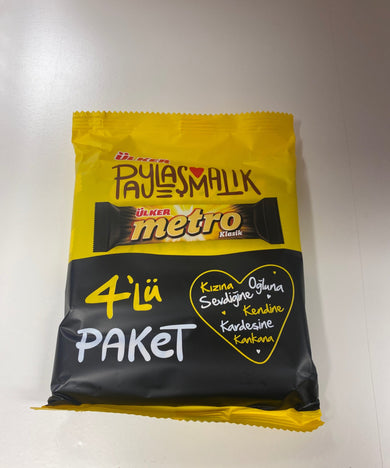 ÜLKER
PAYLAŞMALIK
ÜLKER
metro
Klasik
4'LÜ
PAKET
Kızına Oğluna
Sevdiğine
Kendine
Kardeşine
Kankana